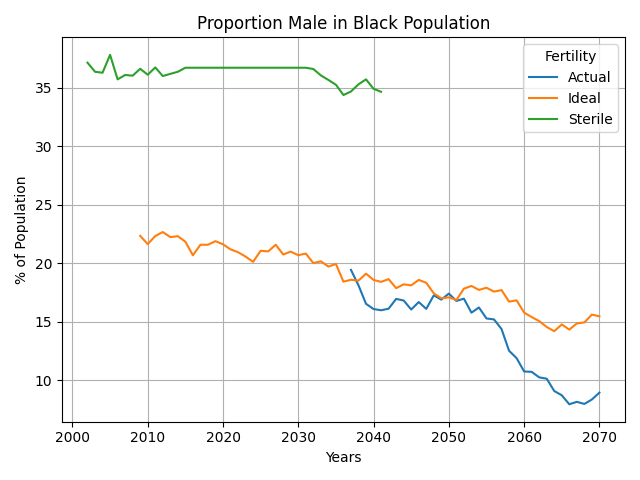 Proportion Male in Black Population
% of Population
35
30
25
20
15
10
2000 2010 2020 2030 2040 2050 2060 2070
Years
Fertility
Actual
Ideal
Sterile